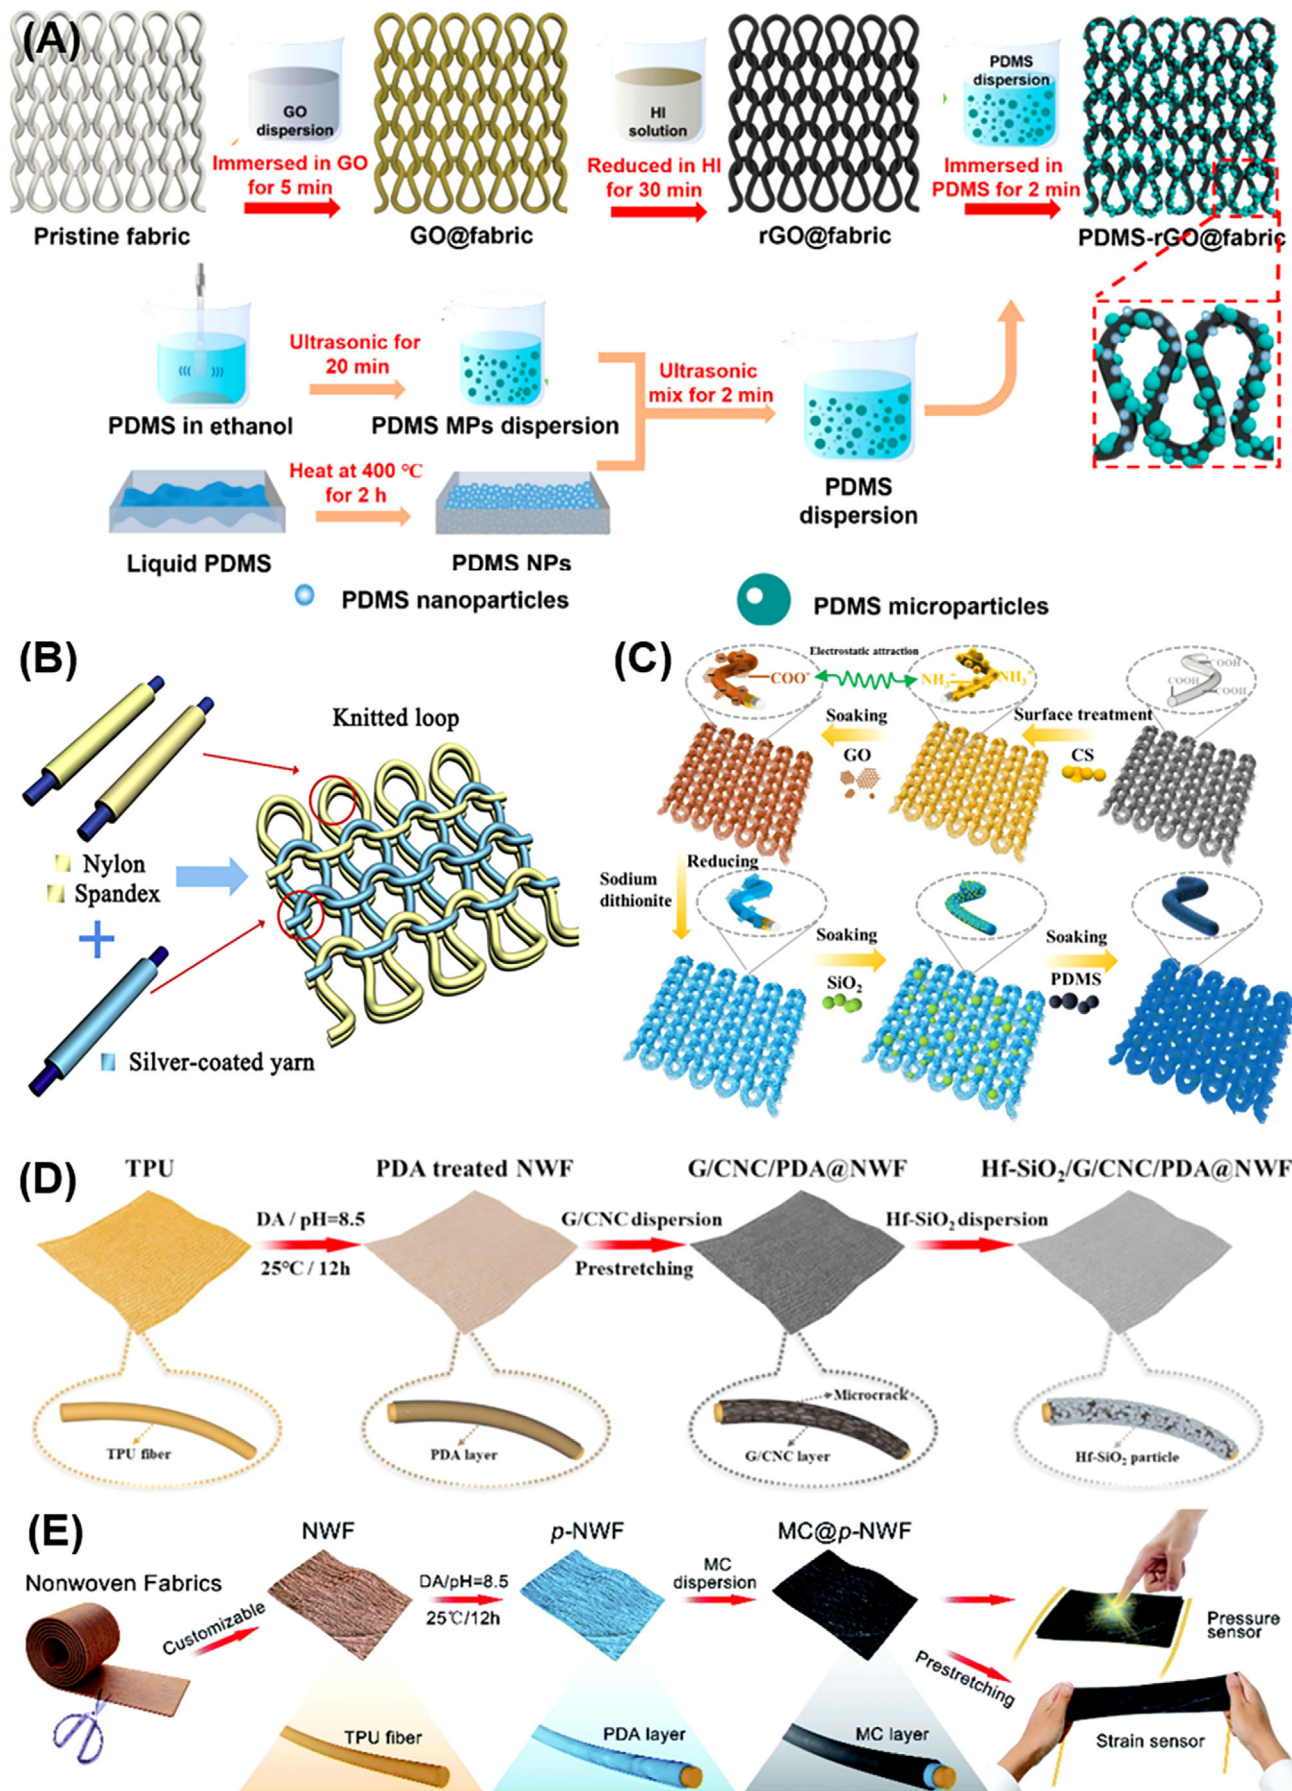 (A)
GO
dispersion
Immersed in GO
for 5 min
HI
solution
Reduced in HI
for 30 min
PDMS
dispersion
Immersed in
PDMS for 2 min
Pristine fabric
GO@fabric
rGO@fabric
PDMS-rGO@fabric
Ultrasonic for
20 min
PDMS in ethanol
PDMS MPs dispersion
Ultrasonic
mix for 2 min
Heat at 400 °C
for 2 h
Liquid PDMS
PDMS NPs
PDMS
dispersion
PDMS nanoparticles
PDMS microparticles
(B)
Knitted loop
Nylon
Spandex
+
Silver-coated yarn
(C)
Electrostatic attraction
COO⁻
NH₃⁺
NH₃⁺
COOH
COOH
COOH
Soaking
GO
Surface treatment
CS
Reducing
Sodium
dithionite
Soaking
SiO₂
Soaking
PDMS
(D)
TPU
PDA treated NWF
G/CNC/PDA@NWF
Hf-SiO₂/G/CNC/PDA@NWF
DA / pH=8.5
25°C / 12h
G/CNC dispersion
Prestretching
Hf-SiO₂ dispersion
TPU fiber
PDA layer
Microcrack
G/CNC layer
Hf-SiO₂ particle
(E)
Nonwoven Fabrics
Customizable
NWF
DA/pH=8.5
25℃/12h
p-NWF
MC
dispersion
MC@p-NWF
Prestretching
Pressure
sensor
Strain sensor
TPU fiber
PDA layer
MC layer